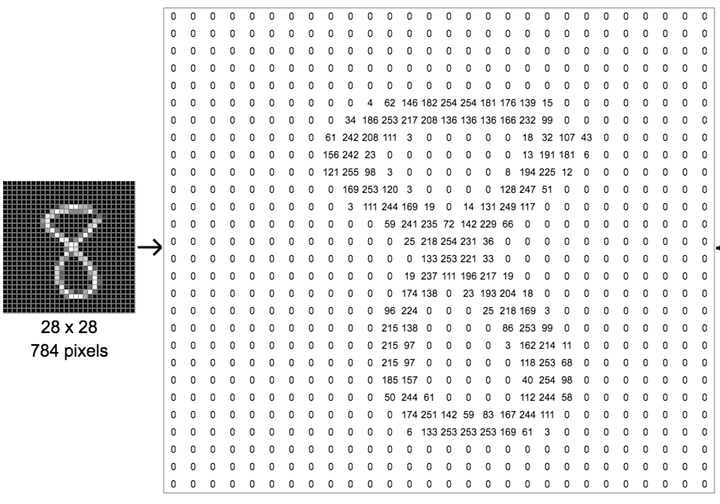 0 0 0 0 0 0 0 0 0 0 0 0 0 0 0 0 0 0 0 0 0 0 0 0 0 0 0 0
0 0 0 0 0 0 0 0 0 0 0 0 0 0 0 0 0 0 0 0 0 0 0 0 0 0 0 0
0 0 0 0 0 0 0 0 0 0 0 0 0 0 0 0 0 0 0 0 0 0 0 0 0 0 0 0
0 0 0 0 0 0 0 0 0 0 0 0 0 0 0 0 0 0 0 0 0 0 0 0 0 0 0 0
0 0 0 0 0 0 0 0 0 0 0 0 0 0 0 0 0 0 0 0 0 0 0 0 0 0 0 0
0 0 0 0 0 0 0 0 0 0 4 62 146 182 254 254 181 176 139 15 0 0 0 0 0 0 0 0
0 0 0 0 0 0 0 0 0 34 186 253 217 208 136 136 136 166 232 99 0 0 0 0 0 0 0 0
0 0 0 0 0 0 0 0 61 242 208 111 3 0 0 0 0 0 18 32 107 43 0 0 0 0 0 0
0 0 0 0 0 0 0 0 156 242 23 0 0 0 0 0 0 0 13 191 181 6 0 0 0 0 0 0
0 0 0 0 0 0 0 0 121 255 98 3 0 0 0 0 0 8 194 225 12 0 0 0 0 0 0 0
0 0 0 0 0 0 0 0 0 169 253 120 3 0 0 0 0 128 247 51 0 0 0 0 0 0 0 0
0 0 0 0 0 0 0 0 0 3 111 244 169 19 0 14 131 249 117 0 0 0 0 0 0 0 0 0
0 0 0 0 0 0 0 0 0 0 0 59 241 235 72 142 229 66 0 0 0 0 0 0 0 0 0 0
0 0 0 0 0 0 0 0 0 0 0 0 25 218 254 231 36 0 0 0 0 0 0 0 0 0 0 0
0 0 0 0 0 0 0 0 0 0 0 0 0 133 253 221 33 0 0 0 0 0 0 0 0 0 0 0
0 0 0 0 0 0 0 0 0 0 0 0 19 237 111 196 217 19 0 0 0 0 0 0 0 0 0 0
0 0 0 0 0 0 0 0 0 0 0 0 174 138 0 23 193 204 18 0 0 0 0 0 0 0 0 0
0 0 0 0 0 0 0 0 0 0 0 96 224 0 0 0 25 218 169 3 0 0 0 0 0 0 0 0
0 0 0 0 0 0 0 0 0 0 0 215 138 0 0 0 0 86 253 99 0 0 0 0 0 0 0 0
0 0 0 0 0 0 0 0 0 0 0 215 97 0 0 0 0 3 162 214 11 0 0 0 0 0 0 0
0 0 0 0 0 0 0 0 0 0 0 215 97 0 0 0 0 0 118 253 68 0 0 0 0 0 0 0
0 0 0 0 0 0 0 0 0 0 0 185 157 0 0 0 0 0 40 254 98 0 0 0 0 0 0 0
0 0 0 0 0 0 0 0 0 0 0 50 244 61 0 0 0 0 112 244 58 0 0 0 0 0 0 0
0 0 0 0 0 0 0 0 0 0 0 0 174 251 142 59 83 167 244 111 0 0 0 0 0 0 0 0
0 0 0 0 0 0 0 0 0 0 0 0 6 133 253 253 253 169 61 3 0 0 0 0 0 0 0 0
0 0 0 0 0 0 0 0 0 0 0 0 0 0 0 0 0 0 0 0 0 0 0 0 0 0 0 0
0 0 0 0 0 0 0 0 0 0 0 0 0 0 0 0 0 0 0 0 0 0 0 0 0 0 0 0
0 0 0 0 0 0 0 0 0 0 0 0 0 0 0 0 0 0 0 0 0 0 0 0 0 0 0 0
8
28 x 28
784 pixels